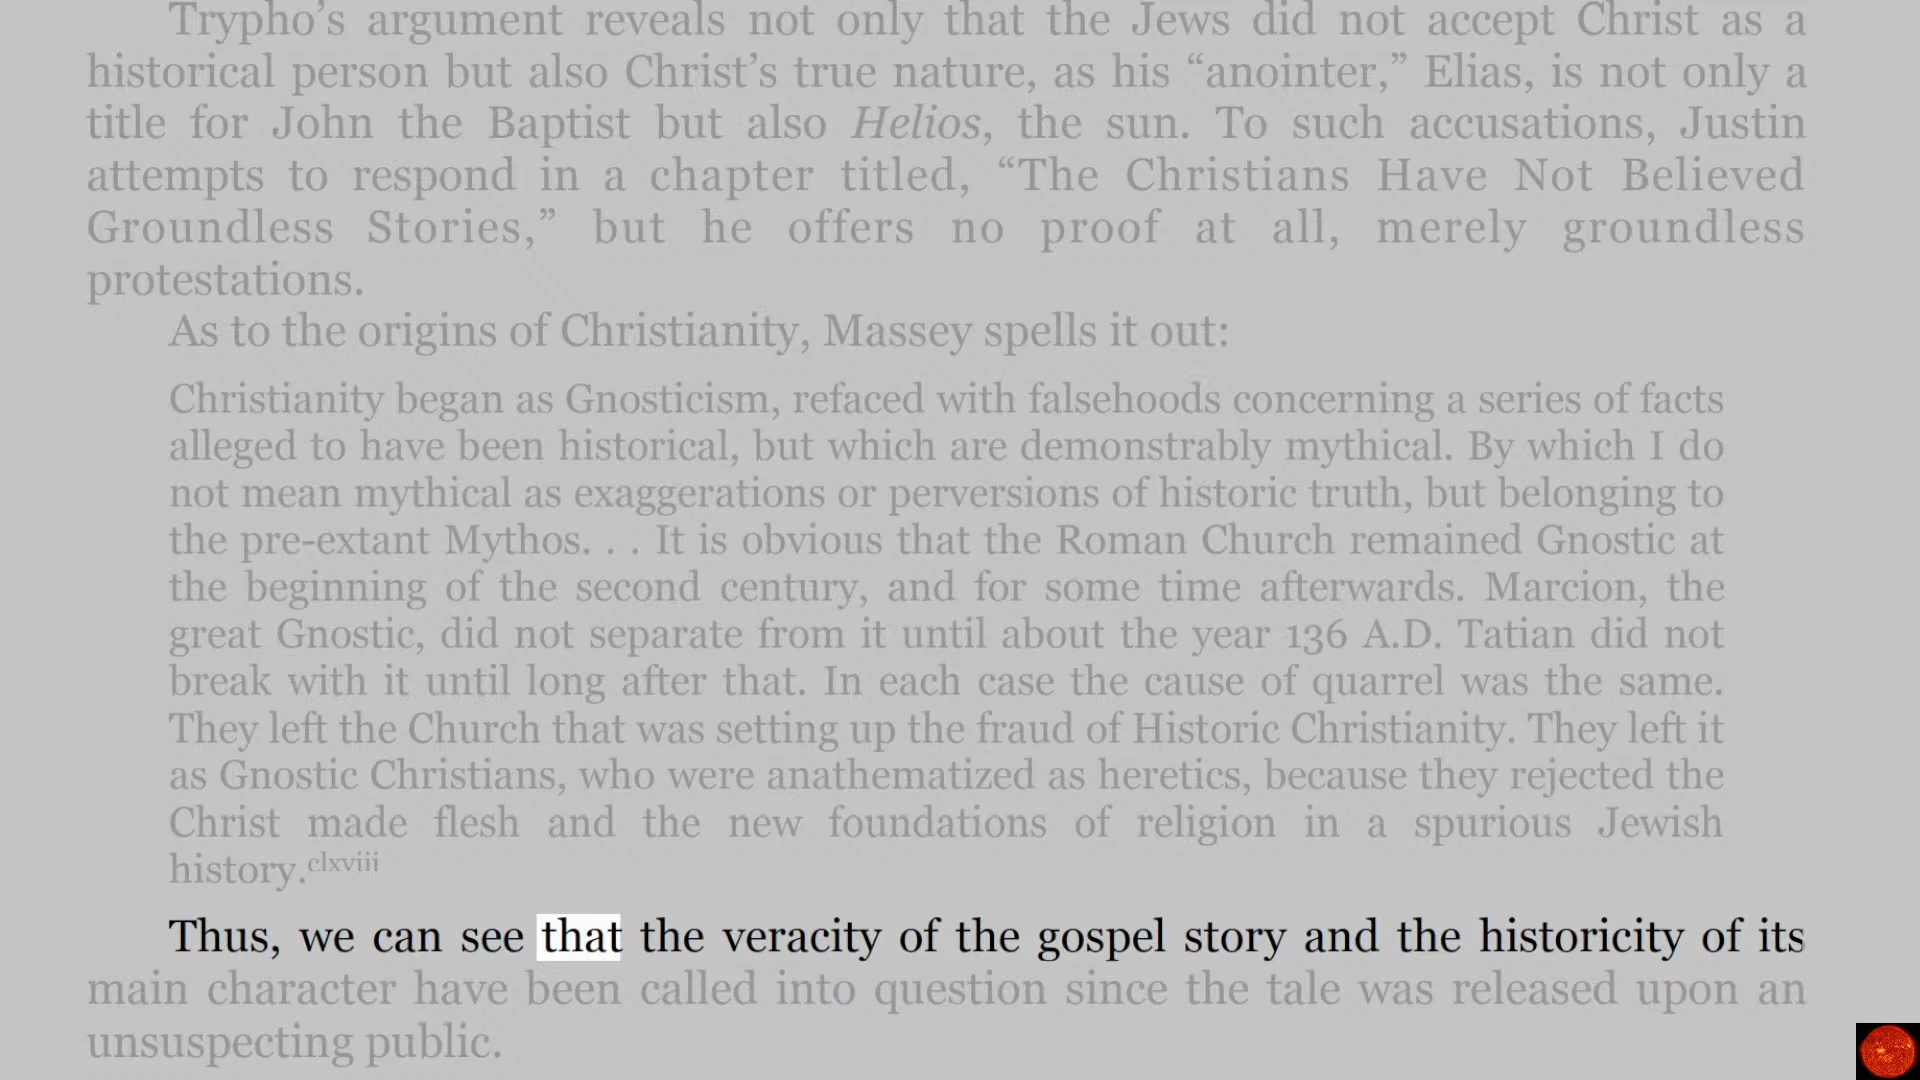 Trypho’s argument reveals not only that the Jews did not accept Christ as a
historical person but also Christ’s true nature, as his “anointer,” Elias, is not only a
title for John the Baptist but also Helios, the sun. To such accusations, Justin
attempts to respond in a chapter titled, “The Christians Have Not Believed
Groundless Stories,” but he offers no proof at all, merely groundless
protestations.
As to the origins of Christianity, Massey spells it out:
Christianity began as Gnosticism, refaced with falsehoods concerning a series of facts
alleged to have been historical, but which are demonstrably mythical. By which I do
not mean mythical as exaggerations or perversions of historic truth, but belonging to
the pre-extant Mythos. . . It is obvious that the Roman Church remained Gnostic at
the beginning of the second century, and for some time afterwards. Marcion, the
great Gnostic, did not separate from it until about the year 136 A.D. Tatian did not
break with it until long after that. In each case the cause of quarrel was the same.
They left the Church that was setting up the fraud of Historic Christianity. They left it
as Gnostic Christians, who were anathematized as heretics, because they rejected the
Christ made flesh and the new foundations of religion in a spurious Jewish
history.clxviii
Thus, we can see that the veracity of the gospel story and the historicity of its
main character have been called into question since the tale was released upon an
unsuspecting public.